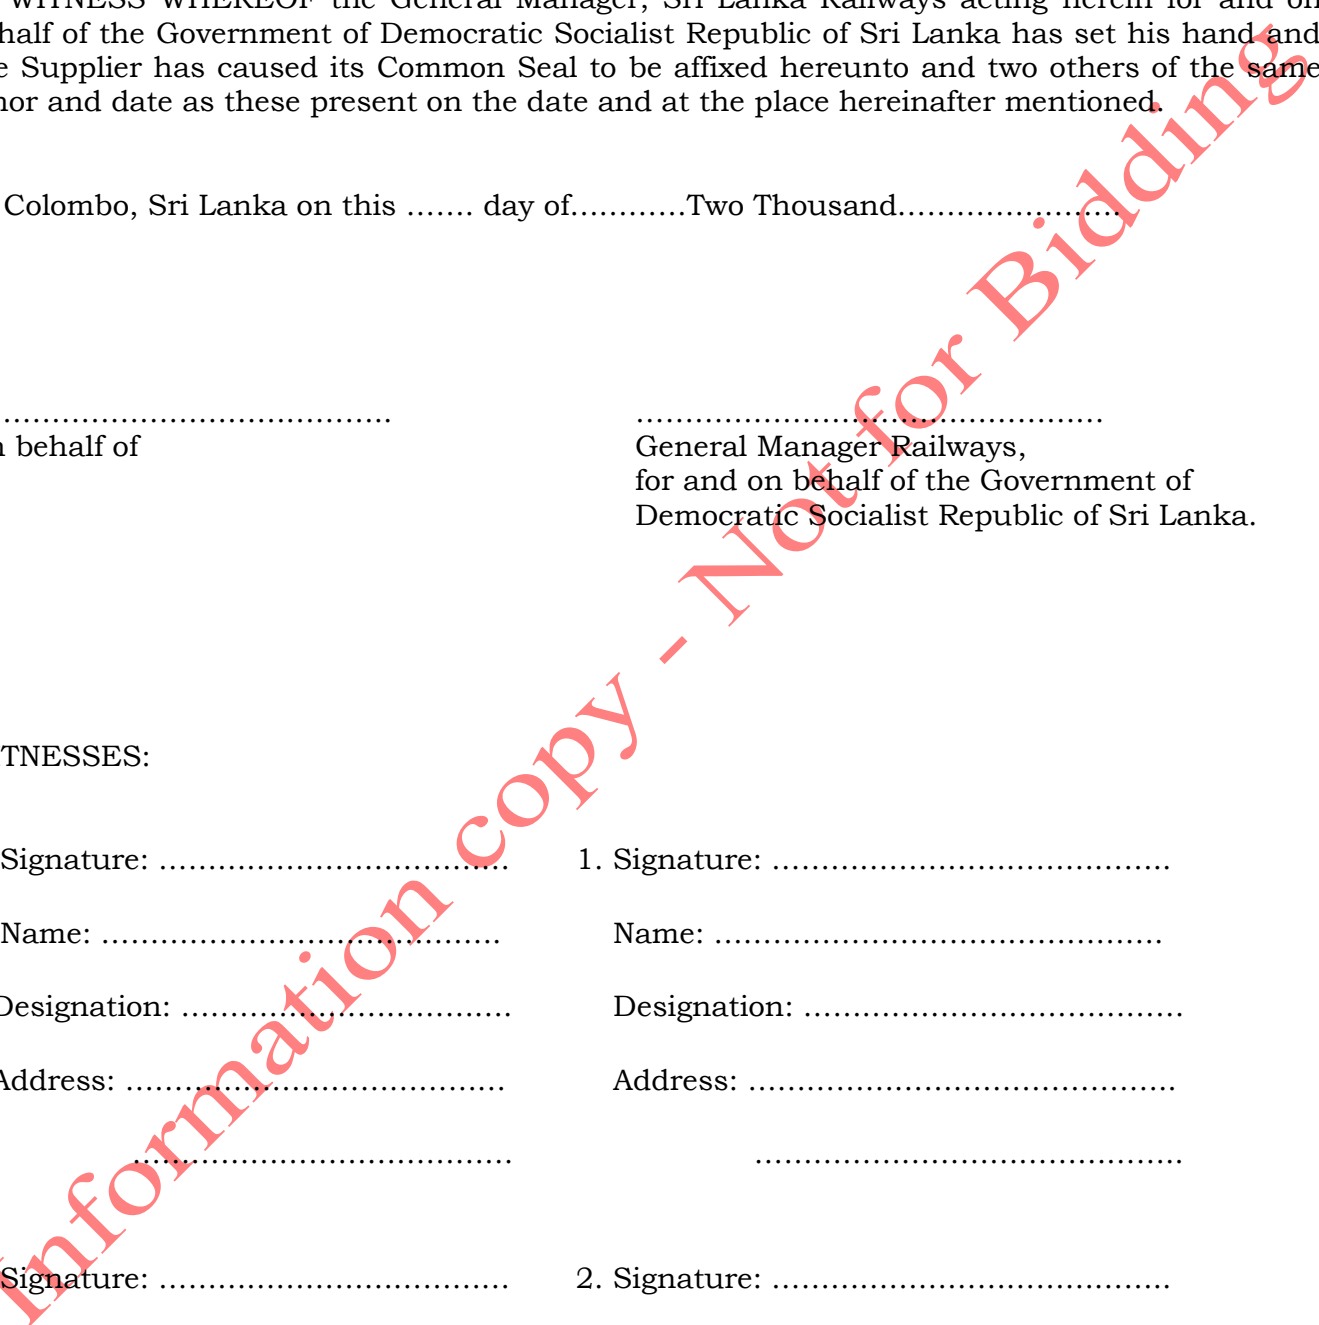 WITNESS WHEREOF the General Manager, Sri Lanka Railways acting herein for and on
half of the Government of Democratic Socialist Republic of Sri Lanka has set his hand and
e Supplier has caused its Common Seal to be affixed hereunto and two others of the same
nor and date as these present on the date and at the place hereinafter mentioned.
Colombo, Sri Lanka on this ……. day of…………Two Thousand…………………..
………………………………… …………………………………………
n behalf of General Manager Railways,
for and on behalf of the Government of
Democratic Socialist Republic of Sri Lanka.
TNESSES:
Signature: ……………………………… 1. Signature: …………………………………..
Name: ………………………………….. Name: ……………………………………….
Designation: ……………………………. Designation: …………………………………
Address: ………………………………… Address: …………………………………….
………………………………… …………………………………….
Signature: ……………………………… 2. Signature: …………………………………..
Information copy - Not for Bidding